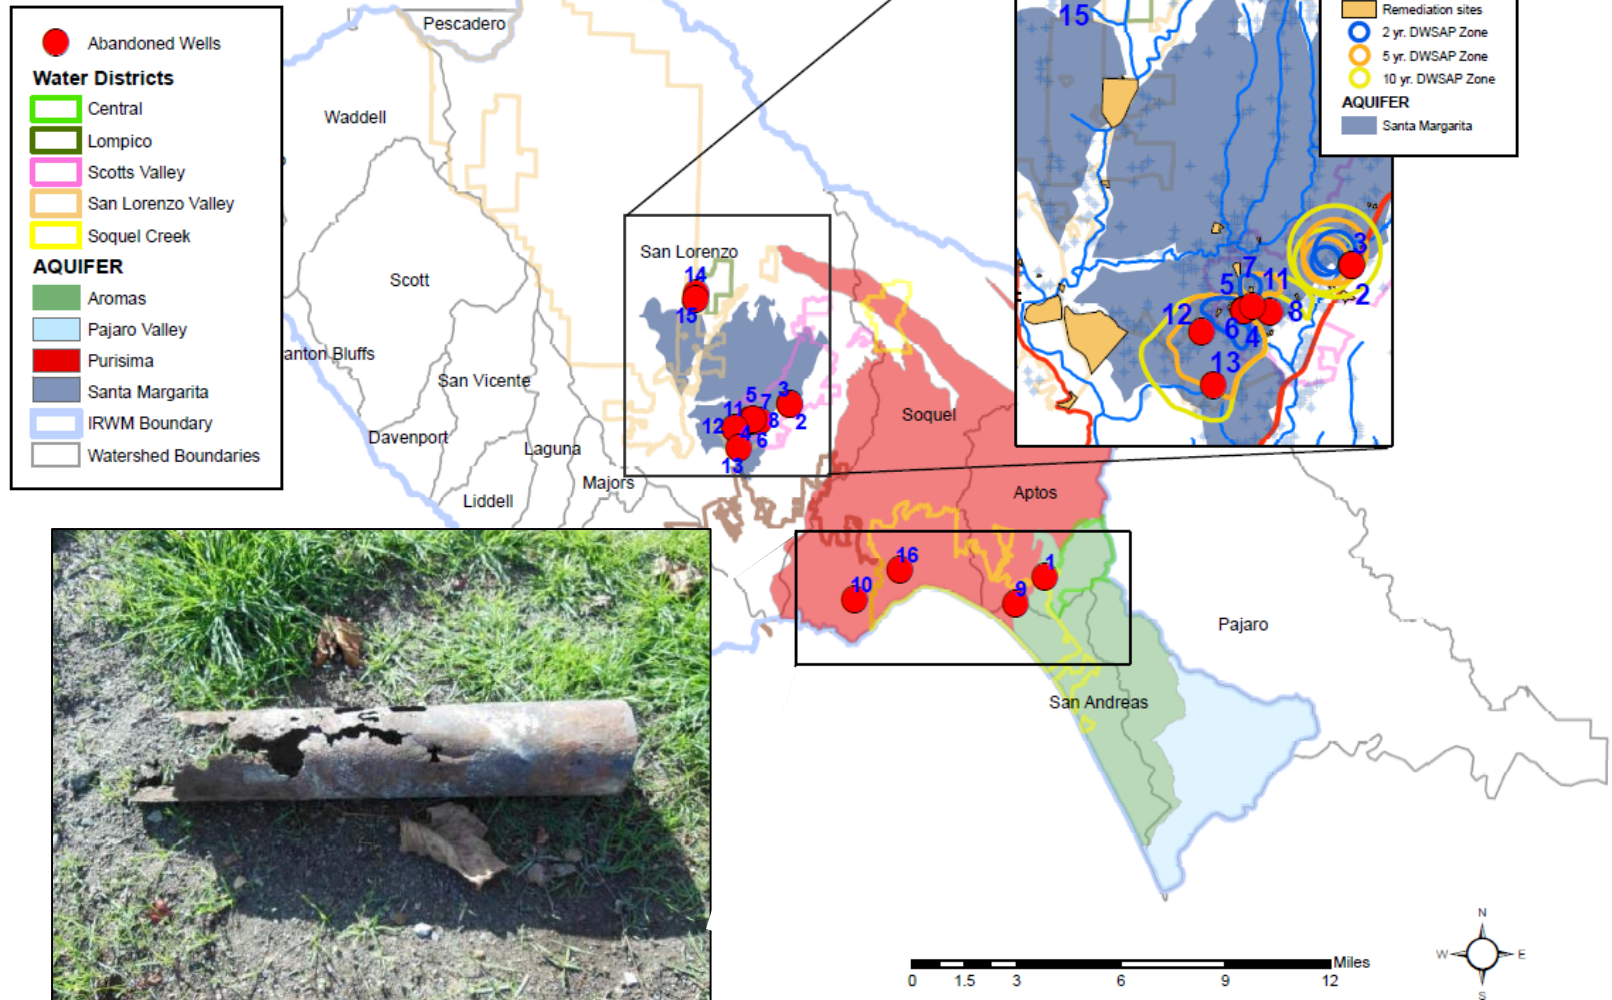 Abandoned Wells
Water Districts
Central
Lompico
Scotts Valley
San Lorenzo Valley
Soquel Creek
AQUIFER
Aromas
Pajaro Valley
Purisima
Santa Margarita
IRWM Boundary
Watershed Boundaries
Pescadero
Waddell
Scott
anton Bluffs
San Vicente
Davenport
Laguna
Liddell
Majors
San Lorenzo
14
15
5
7
3
11
12
4
8
2
6
13
Soquel
Aptos
16
10
1
9
Pajaro
San Andreas
15
Remediation sites
2 yr. DWSAP Zone
5 yr. DWSAP Zone
10 yr. DWSAP Zone
AQUIFER
Santa Margarita
3
7
5
11
2
12
6
8
4
13
Miles
0 1.5 3 6 9 12
N
W E
S